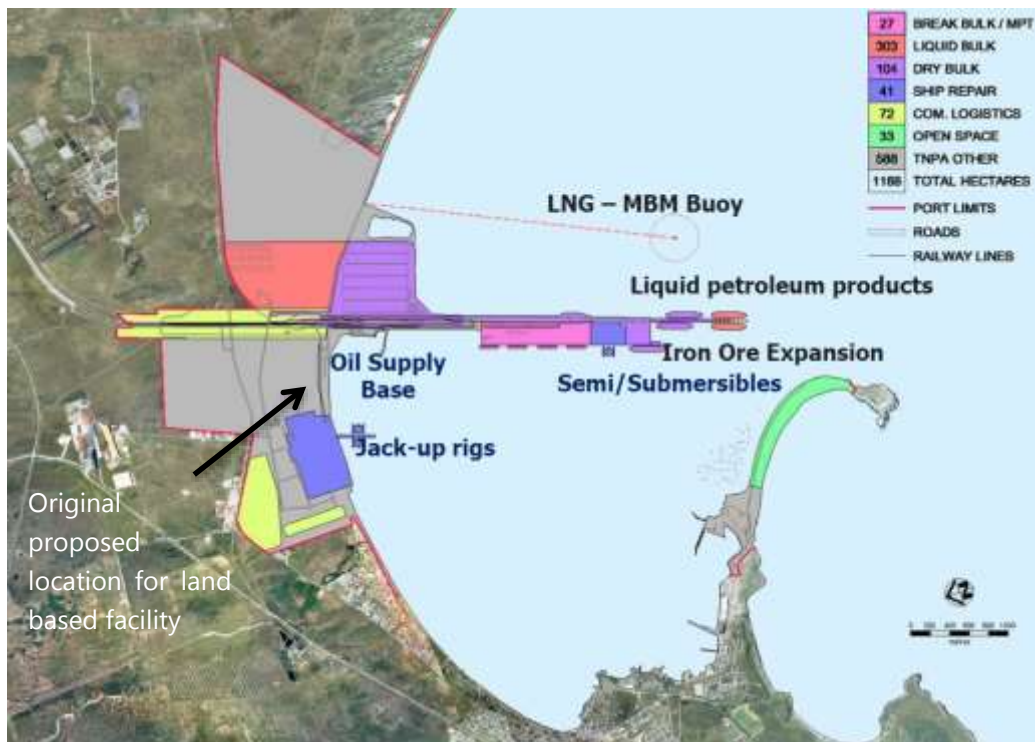 27 BREAK BULK / MPT
303 LIQUID BULK
104 DRY BULK
41 SHIP REPAIR
72 COM. LOGISTICS
33 OPEN SPACE
588 TNPA OTHER
1168 TOTAL HECTARES
PORT LIMITS
ROADS
RAILWAY LINES
LNG – MBM Buoy
Liquid petroleum products
Oil Supply
Base
Iron Ore Expansion
Semi/Submersibles
Jack-up rigs
Original
proposed
location for land
based facility